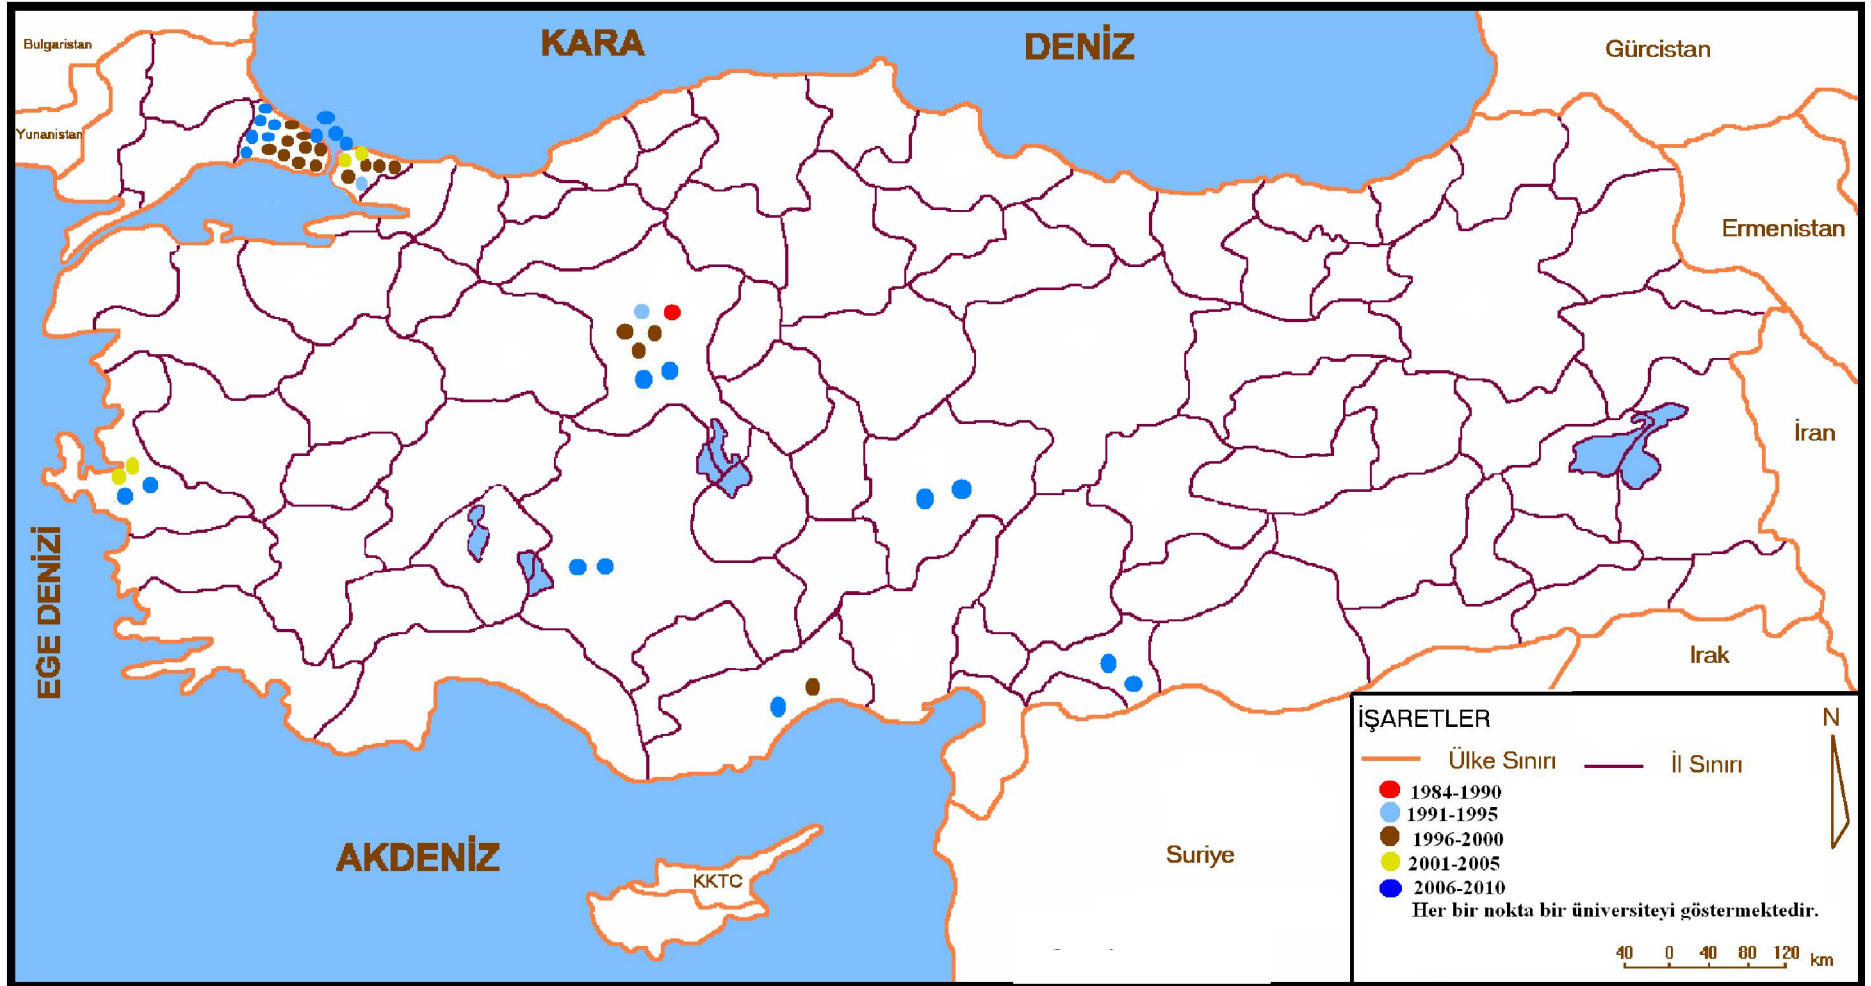 Bulgaristan
KARA
DENİZ
Gürcistan
Yunanistan
Ermenistan
İran
EGE DENİZİ
Irak
İŞARETLER
N
Ülke Sınırı
İl Sınırı
1984-1990
1991-1995
1996-2000
2001-2005
2006-2010
Her bir nokta bir üniversiteyi göstermektedir.
40 0 40 80 120 km
AKDENİZ
Suriye
KKTC